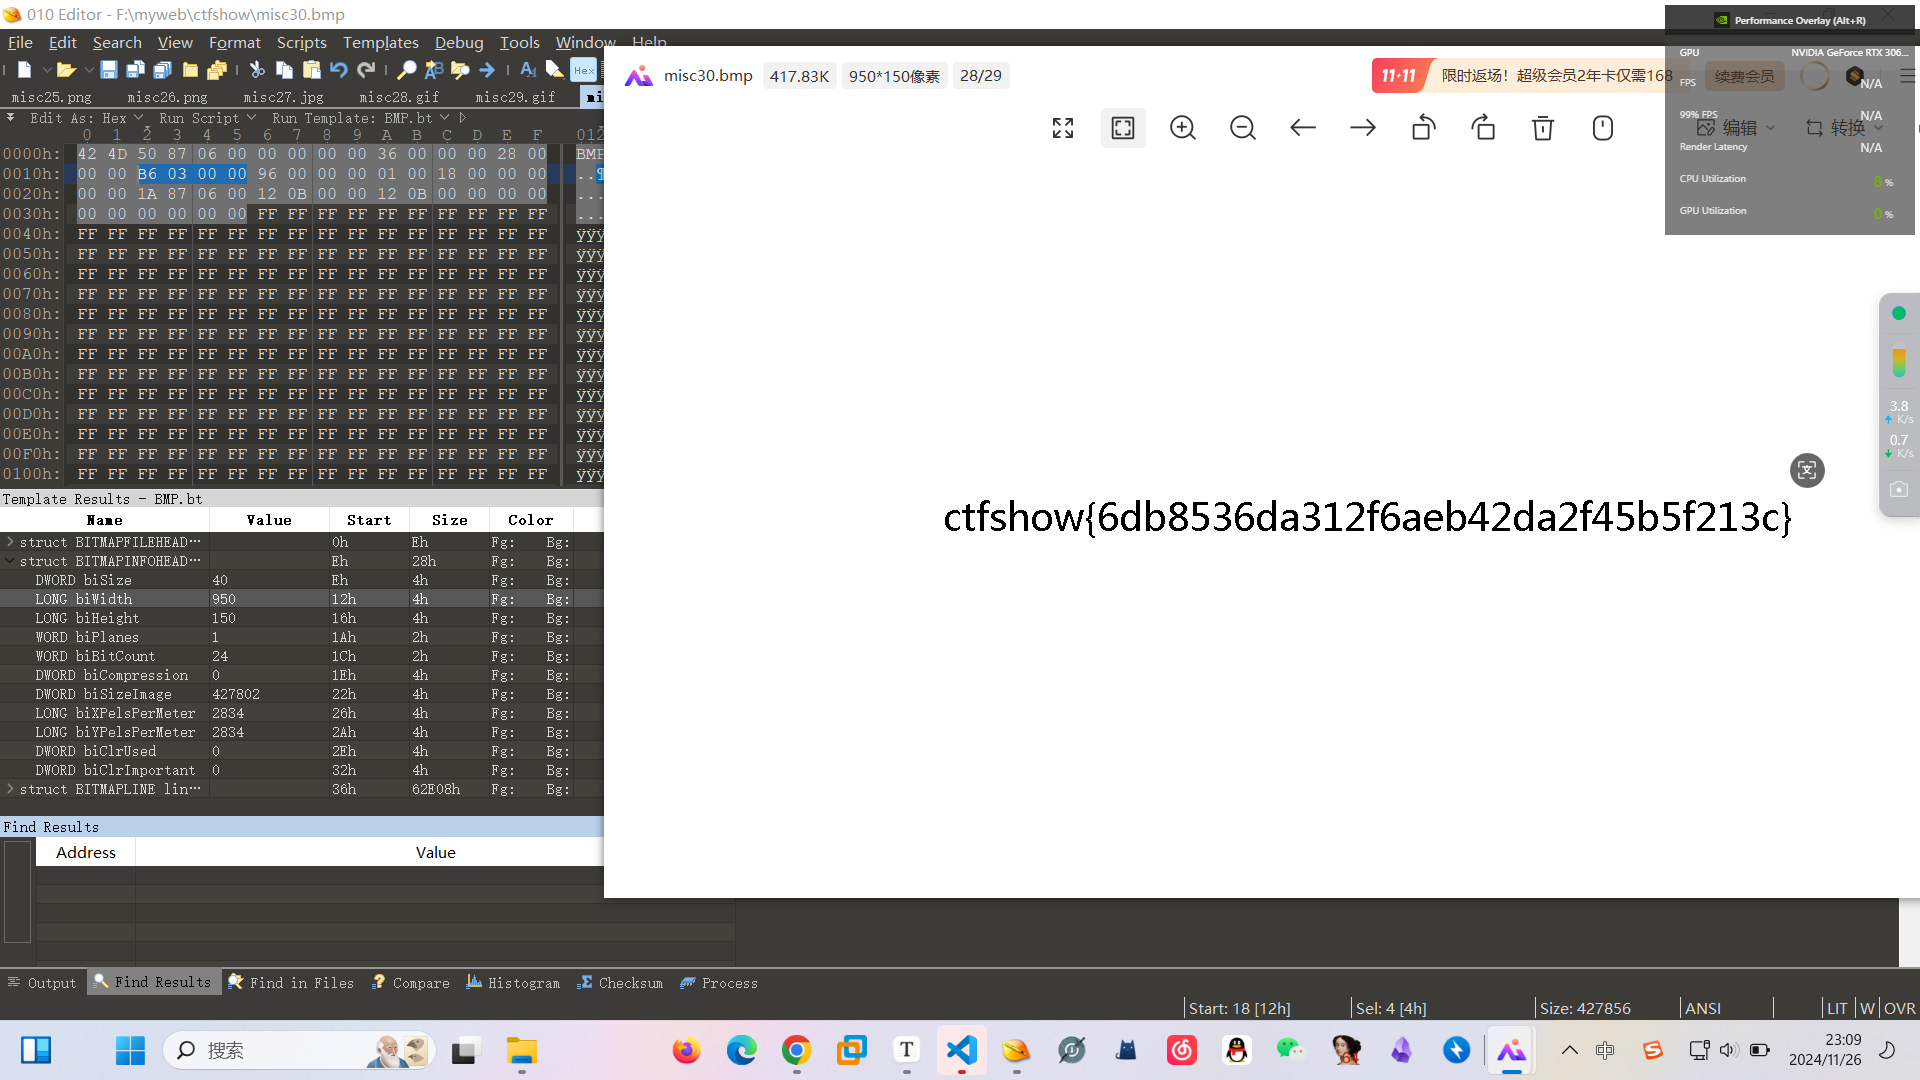 010 Editor - F:\myweb\ctfshow\misc30.bmp
File Edit Search View Format Scripts Templates Debug Tools Window Help
misc25.png misc26.png misc27.jpg misc28.gif misc29.gif mi
Edit As: Hex Run Script Run Template: BMP.bt
0 1 2 3 4 5 6 7 8 9 A B C D E F 012
0000h: 42 4D 50 87 06 00 00 00 00 00 36 00 00 00 28 00
0010h: 00 00 B6 03 00 00 96 00 00 00 01 00 18 00 00 00
0020h: 00 00 1A 87 06 00 12 0B 00 00 12 0B 00 00 00 00
0030h: 00 00 00 00 00 00 FF FF FF FF FF FF FF FF FF FF
0040h: FF FF FF FF FF FF FF FF FF FF FF FF FF FF FF FF ÿÿÿ
0050h: FF FF FF FF FF FF FF FF FF FF FF FF FF FF FF FF ÿÿÿ
0060h: FF FF FF FF FF FF FF FF FF FF FF FF FF FF FF FF ÿÿÿ
0070h: FF FF FF FF FF FF FF FF FF FF FF FF FF FF FF FF ÿÿÿ
0080h: FF FF FF FF FF FF FF FF FF FF FF FF FF FF FF FF ÿÿÿ
0090h: FF FF FF FF FF FF FF FF FF FF FF FF FF FF FF FF ÿÿÿ
00A0h: FF FF FF FF FF FF FF FF FF FF FF FF FF FF FF FF ÿÿÿ
00B0h: FF FF FF FF FF FF FF FF FF FF FF FF FF FF FF FF ÿÿÿ
00C0h: FF FF FF FF FF FF FF FF FF FF FF FF FF FF FF FF ÿÿÿ
00D0h: FF FF FF FF FF FF FF FF FF FF FF FF FF FF FF FF ÿÿÿ
00E0h: FF FF FF FF FF FF FF FF FF FF FF FF FF FF FF FF ÿÿÿ
00F0h: FF FF FF FF FF FF FF FF FF FF FF FF FF FF FF FF ÿÿÿ
0100h: FF FF FF FF FF FF FF FF FF FF FF FF FF FF FF FF ÿÿÿ
Template Results - BMP.bt
Name Value Start Size Color
struct BITMAPFILEHEAD… 0h Eh Fg: Bg:
struct BITMAPINFOHEAD… Eh 28h Fg: Bg:
DWORD biSize 40 Eh 4h Fg: Bg:
LONG biWidth 950 12h 4h Fg: Bg:
LONG biHeight 150 16h 4h Fg: Bg:
WORD biPlanes 1 1Ah 2h Fg: Bg:
WORD biBitCount 24 1Ch 2h Fg: Bg:
DWORD biCompression 0 1Eh 4h Fg: Bg:
DWORD biSizeImage 427802 22h 4h Fg: Bg:
LONG biXPelsPerMeter 2834 26h 4h Fg: Bg:
LONG biYPelsPerMeter 2834 2Ah 4h Fg: Bg:
DWORD biClrUsed 0 2Eh 4h Fg: Bg:
DWORD biClrImportant 0 32h 4h Fg: Bg:
struct BITMAPLINE lin… 36h 62E08h Fg: Bg:
Find Results
Address Value
Output Find Results Find in Files Compare Histogram Checksum Process
Start: 18 [12h] Sel: 4 [4h] Size: 427856 ANSI LIT W OVR
misc30.bmp 417.83K 950*150像素 28/29
11·11 限时返场！超级会员2年卡仅需168 续费会员
编辑 转换
Performance Overlay (Alt+R)
GPU NVIDIA GeForce RTX 306...
FPS N/A
99% FPS N/A
Render Latency N/A
CPU Utilization 8 %
GPU Utilization 0 %
ctfshow{6db8536da312f6aeb42da2f45b5f213c}
3.8
K/s
0.7
K/s
搜索
中
23:09
2024/11/26